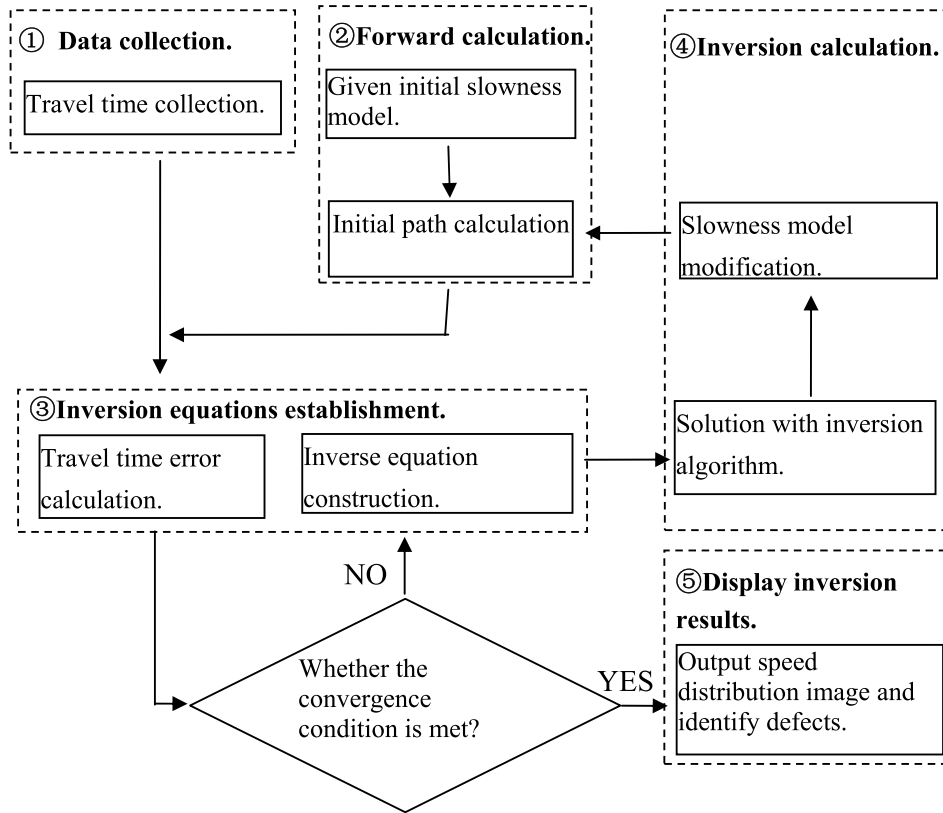 ① Data collection.
Travel time collection.
②Forward calculation.
Given initial slowness
model.
Initial path calculation
③Inversion equations establishment.
Travel time error
calculation.
Inverse equation
construction.
④Inversion calculation.
Slowness model
modification.
Solution with inversion
algorithm.
NO
Whether the
convergence
condition is met?
YES
⑤Display inversion
results.
Output speed
distribution image and
identify defects.